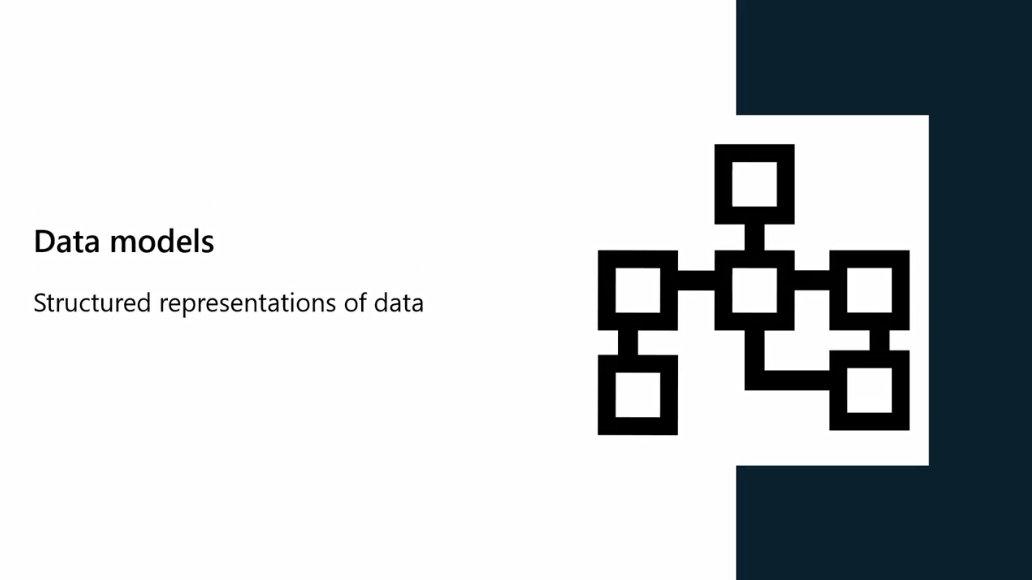 Data models
Structured representations of data